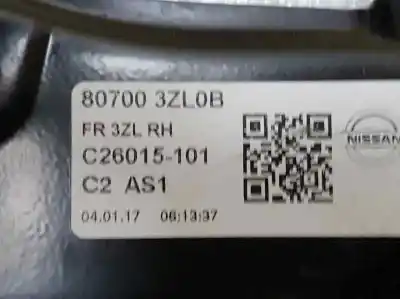 80700 3ZL0B
FR 3ZL RH
C26015-101
NISSAN
C2 AS1
04.01.17 06:13:37